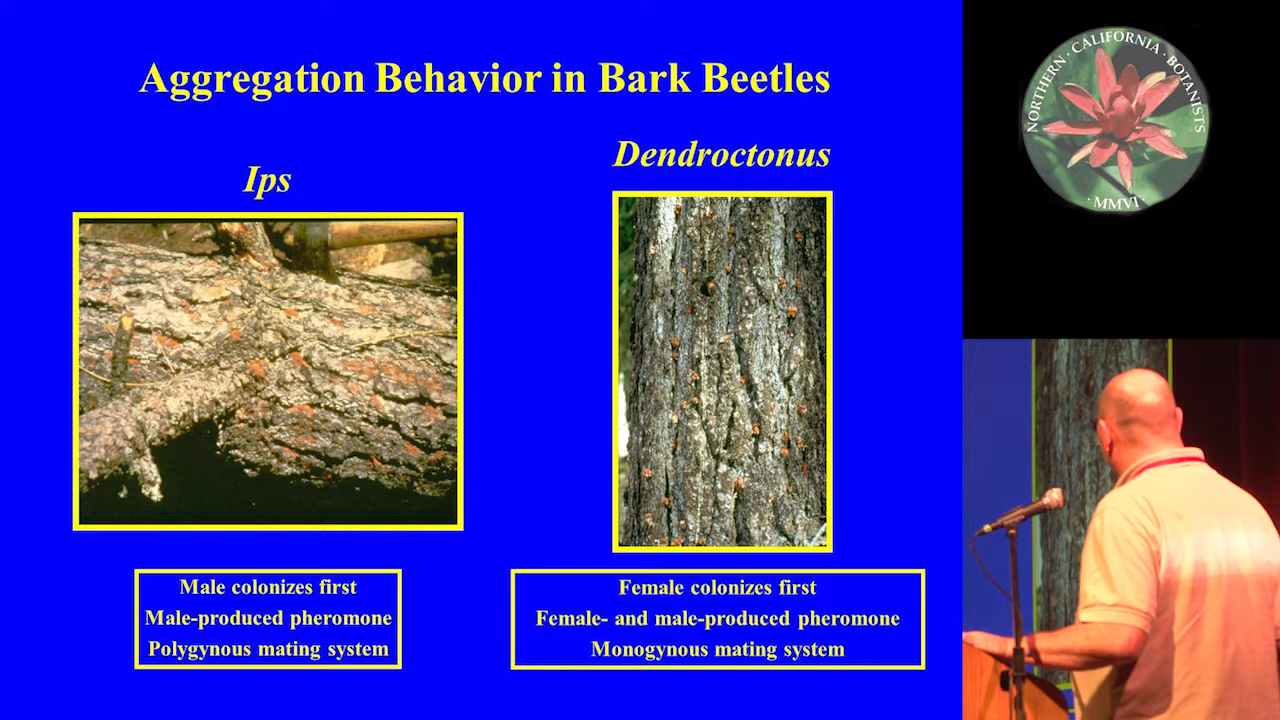 Aggregation Behavior in Bark Beetles
Ips
Dendroctonus
Male colonizes first
Male-produced pheromone
Polygynous mating system
Female colonizes first
Female- and male-produced pheromone
Monogynous mating system
NORTHERN · CALIFORNIA · BOTANISTS
· MMVI ·